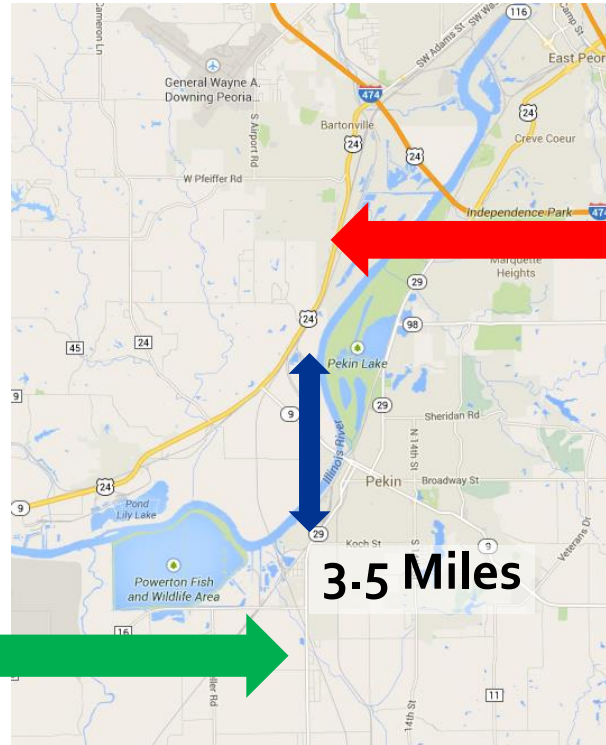 Cameron Ln
116
SW Adams St
Camp St
East Peor
General Wayne A.
Downing Peoria...
474
24
S Airport Rd
Bartonville
24
Creve Coeur
24
W Pfeiffer Rd
Independence Park
474
Marquette
Heights
29
24
98
24
45
Pekin Lake
9
9
29
Sheridan Rd
N 14th St
Illinois River
Pekin
Broadway St
24
9
Pond
Lily Lake
29
Koch St
9
Veterans Dr
3.5 Miles
Powerton Fish
and Wildlife Area
16
11
14th St